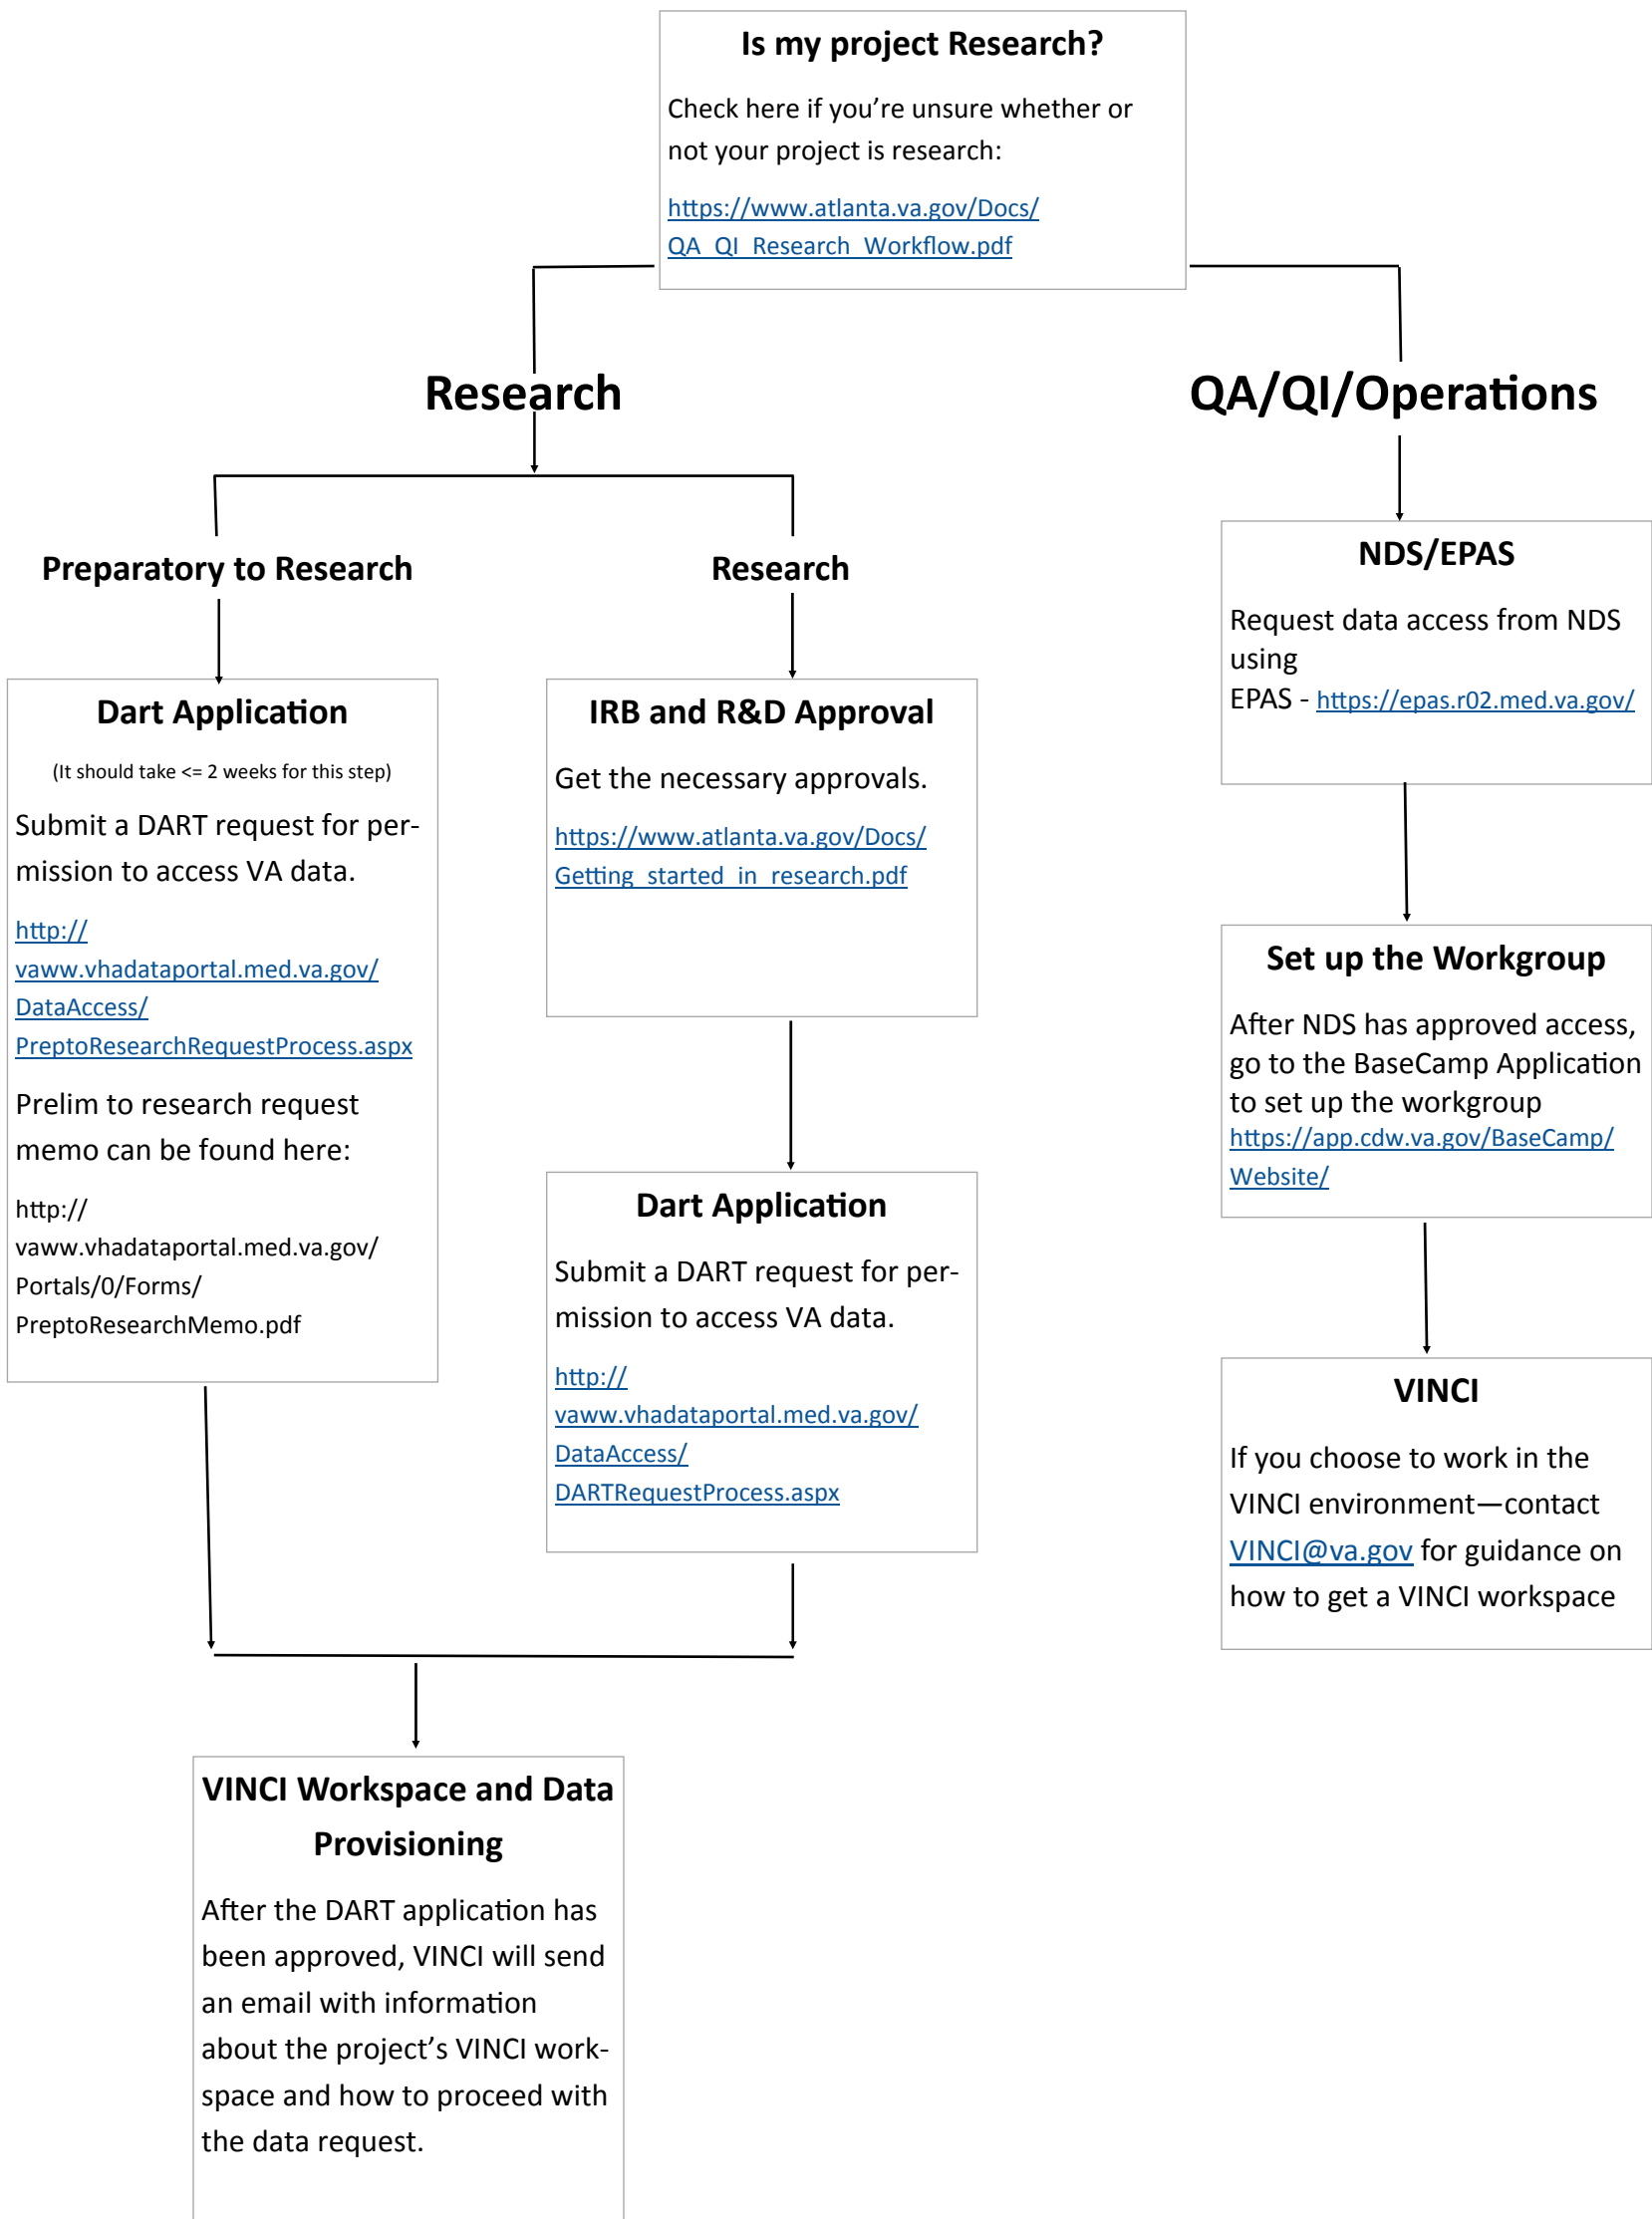 Is my project Research?
Check here if you're unsure whether or
not your project is research:
https://www.atlanta.va.gov/Docs/
QA_QI_Research_Workflow.pdf
Research
QA/QI/Operations
Preparatory to Research
Research
Dart Application
(It should take <= 2 weeks for this step)
Submit a DART request for per-
mission to access VA data.
http://
vaww.vhadataportal.med.va.gov/
DataAccess/
PreptoResearchRequestProcess.aspx
Prelim to research request
memo can be found here:
http://
vaww.vhadataportal.med.va.gov/
Portals/0/Forms/
PreptoResearchMemo.pdf
IRB and R&D Approval
Get the necessary approvals.
https://www.atlanta.va.gov/Docs/
Getting_started_in_research.pdf
Dart Application
Submit a DART request for per-
mission to access VA data.
http://
vaww.vhadataportal.med.va.gov/
DataAccess/
DARTRequestProcess.aspx
VINCI Workspace and Data
Provisioning
After the DART application has
been approved, VINCI will send
an email with information
about the project's VINCI work-
space and how to proceed with
the data request.
NDS/EPAS
Request data access from NDS
using
EPAS - https://epas.r02.med.va.gov/
Set up the Workgroup
After NDS has approved access,
go to the BaseCamp Application
to set up the workgroup
https://app.cdw.va.gov/BaseCamp/
Website/
VINCI
If you choose to work in the
VINCI environment—contact
VINCI@va.gov for guidance on
how to get a VINCI workspace